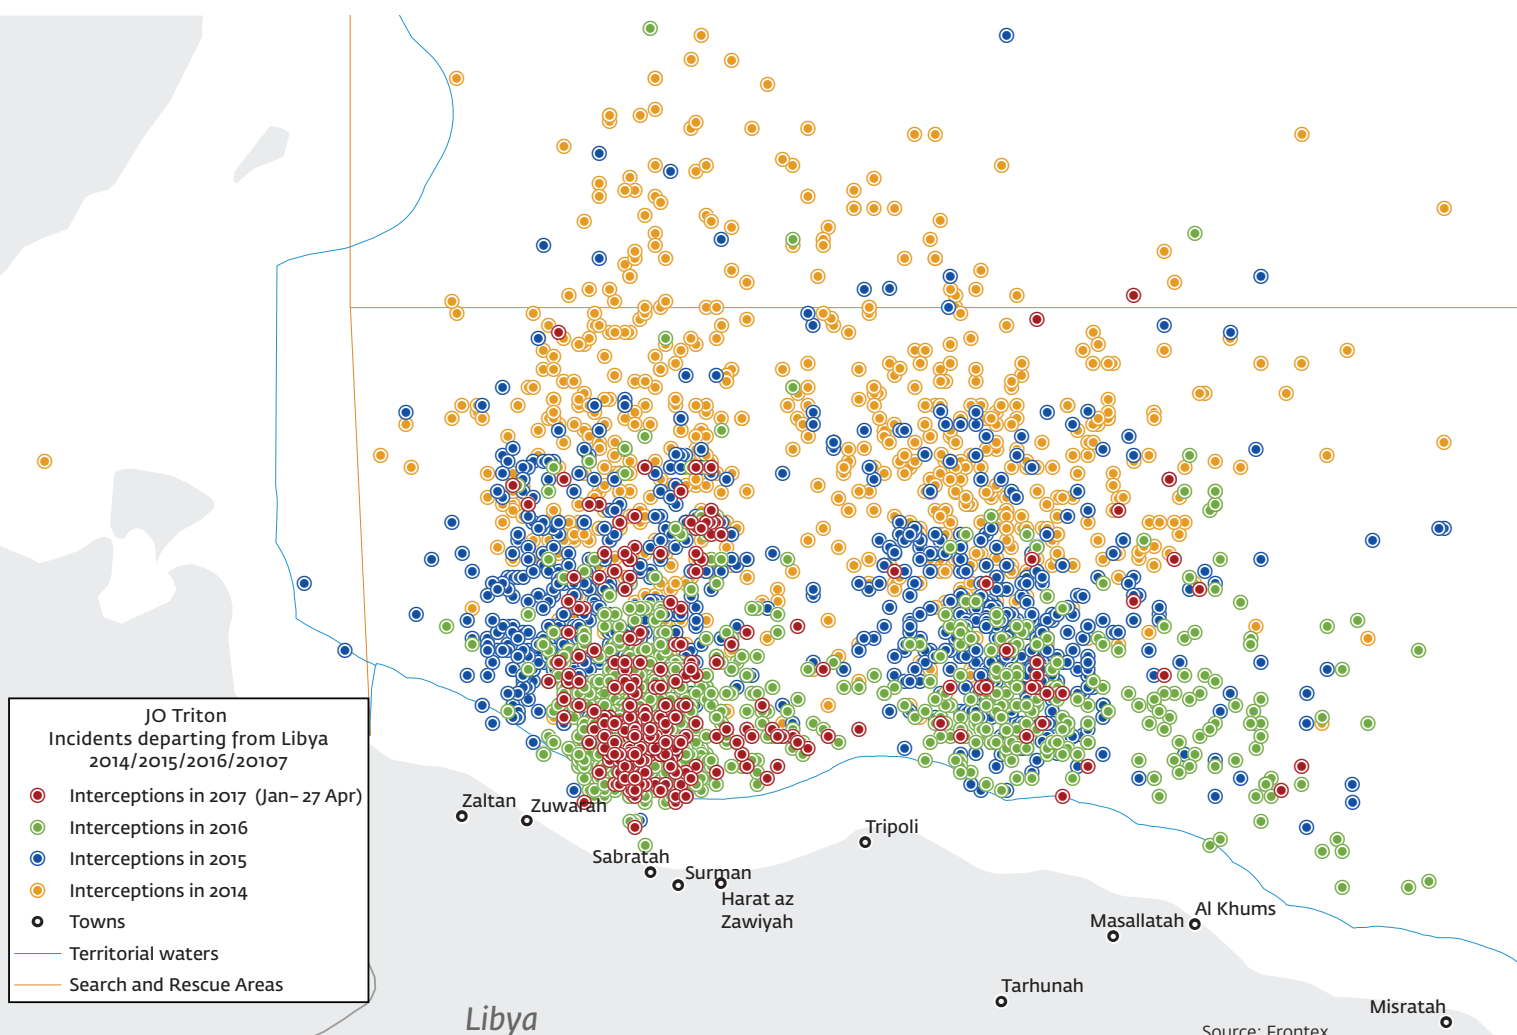 JO Triton
Incidents departing from Libya
2014/2015/2016/20107
Interceptions in 2017 (Jan–27 Apr)
Interceptions in 2016
Interceptions in 2015
Interceptions in 2014
Towns
Territorial waters
Search and Rescue Areas
Zaltan
Zuwarah
Sabratah
Surman
Harat az
Zawiyah
Tripoli
Masallatah
Al Khums
Tarhunah
Misratah
Libya
Source: Frontex